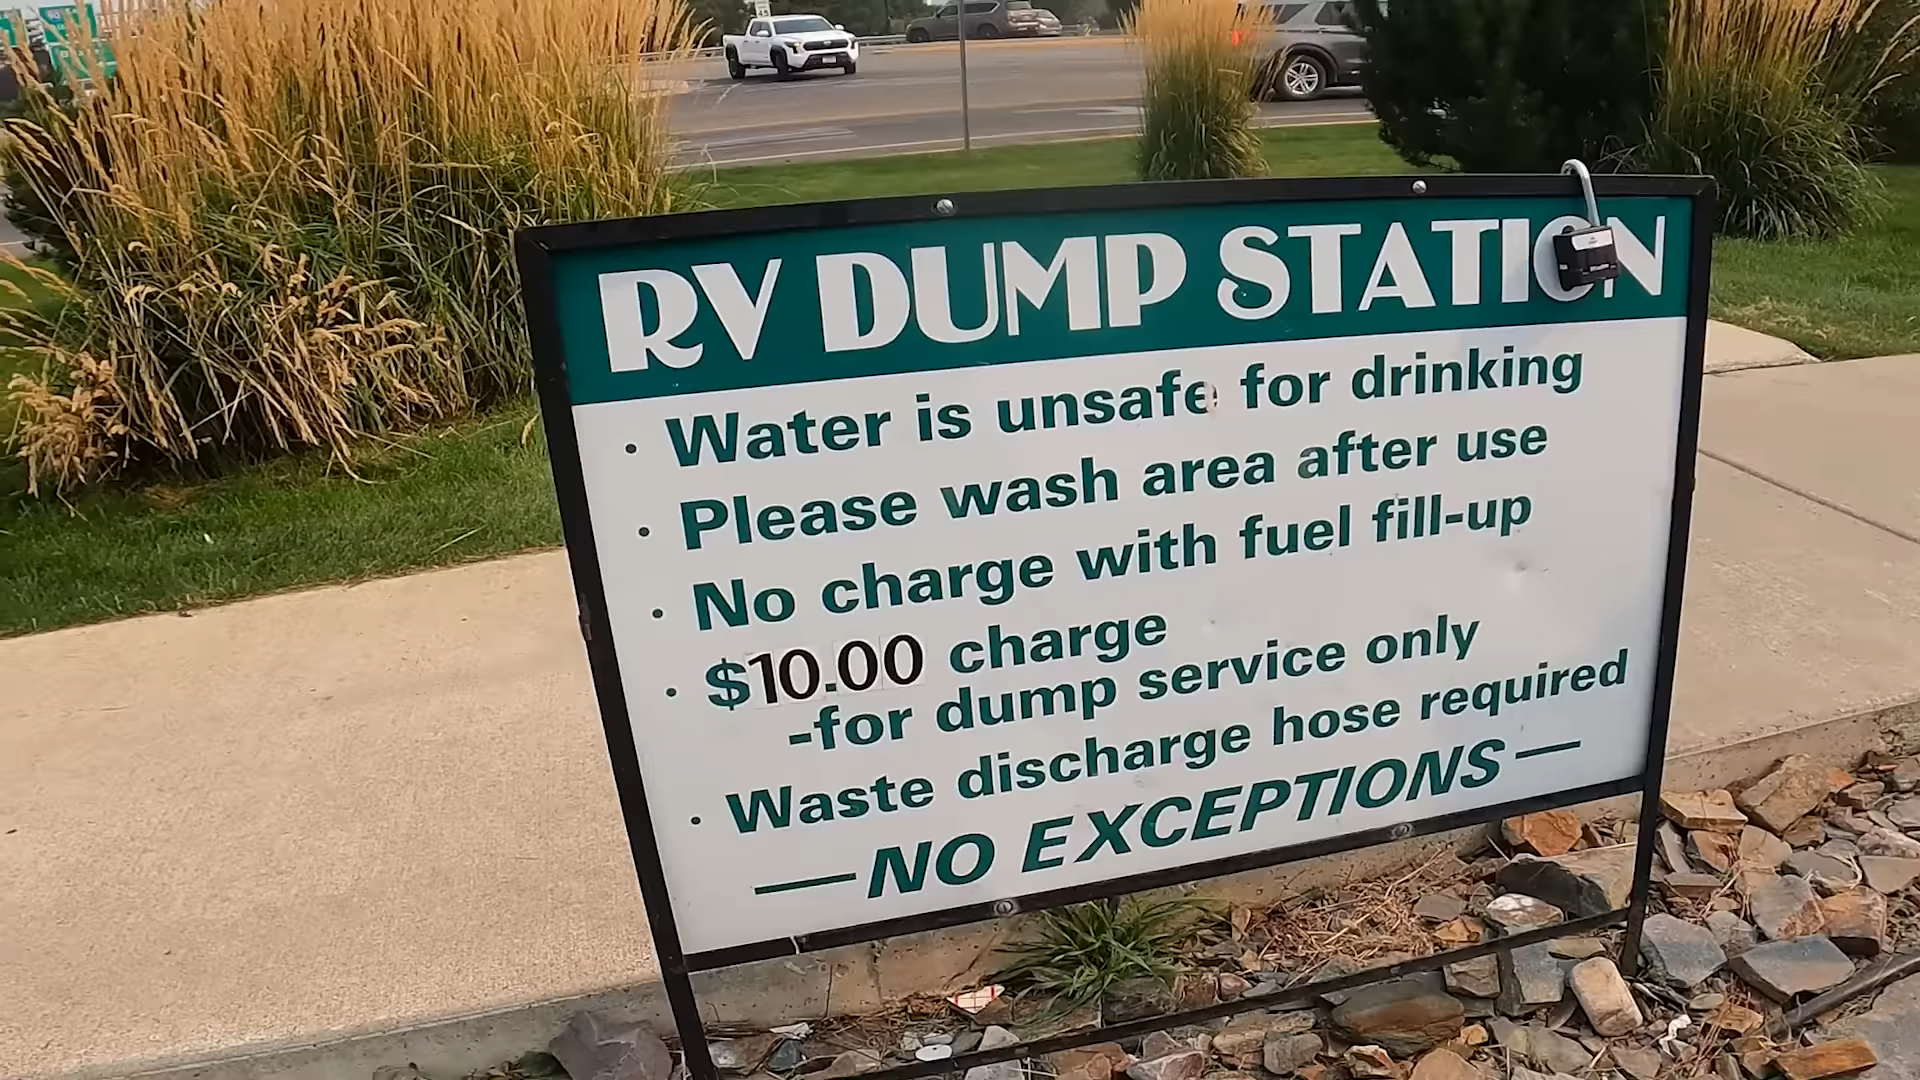 RV DUMP STATION
· Water is unsafe for drinking
· Please wash area after use
· No charge with fuel fill-up
· $10.00 charge
-for dump service only
· Waste discharge hose required
— NO EXCEPTIONS —